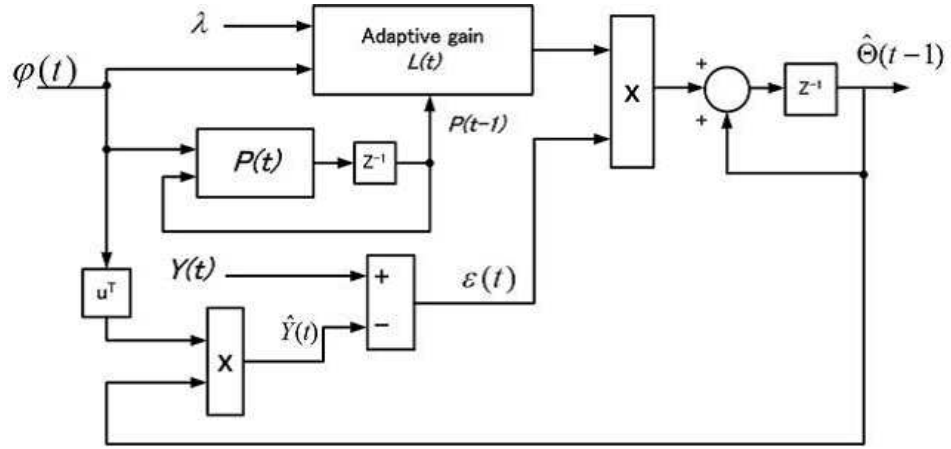 λ
Adaptive gain
L(t)
φ(t)
P(t-1)
P(t)
Z⁻¹
X
+
+
Z⁻¹
Θ̂(t−1)
Y(t)
+
−
ε(t)
uᵀ
Ŷ(t)
X